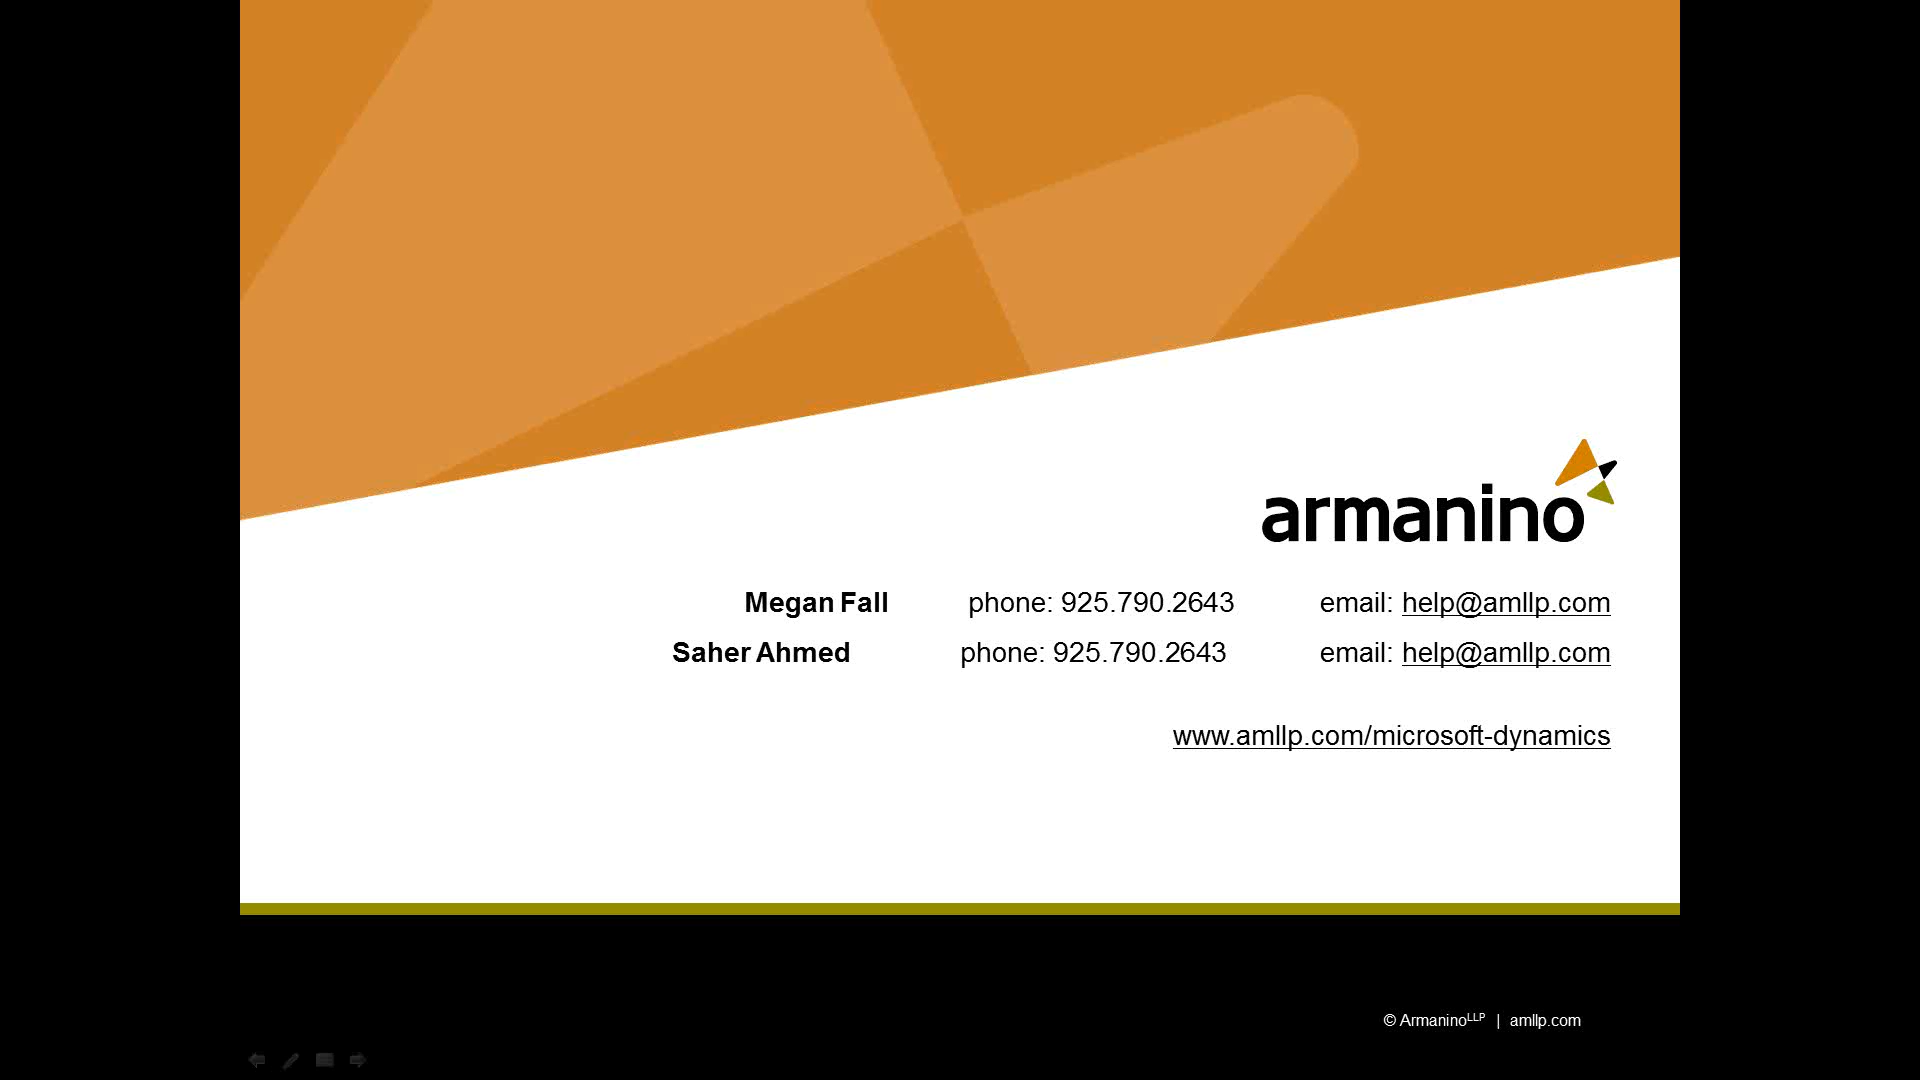 armanino
Megan Fall phone: 925.790.2643 email: help@amllp.com
Saher Ahmed phone: 925.790.2643 email: help@amllp.com
www.amllp.com/microsoft-dynamics
© ArmaninoLLP | amllp.com